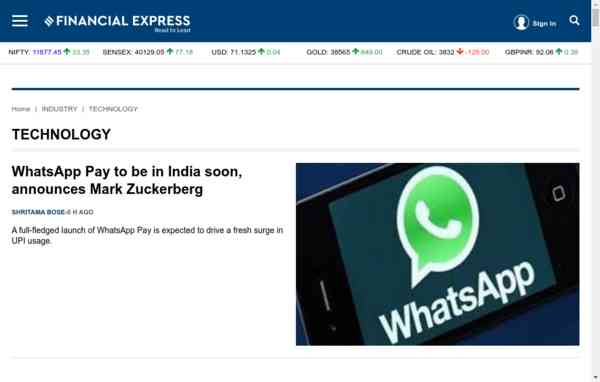 FINANCIAL EXPRESS
Read to Lead
Sign In
NIFTY: 11877.45 33.35 SENSEX: 40129.05 77.18 USD: 71.1325 0.04 GOLD: 38565 649.00 CRUDE OIL: 3832 -126.00 GBPINR: 92.06 0.36
Home | INDUSTRY | TECHNOLOGY
TECHNOLOGY
WhatsApp Pay to be in India soon,
announces Mark Zuckerberg
SHRITAMA BOSE-6 H AGO
A full-fledged launch of WhatsApp Pay is expected to drive a fresh surge in
UPI usage.
WhatsApp